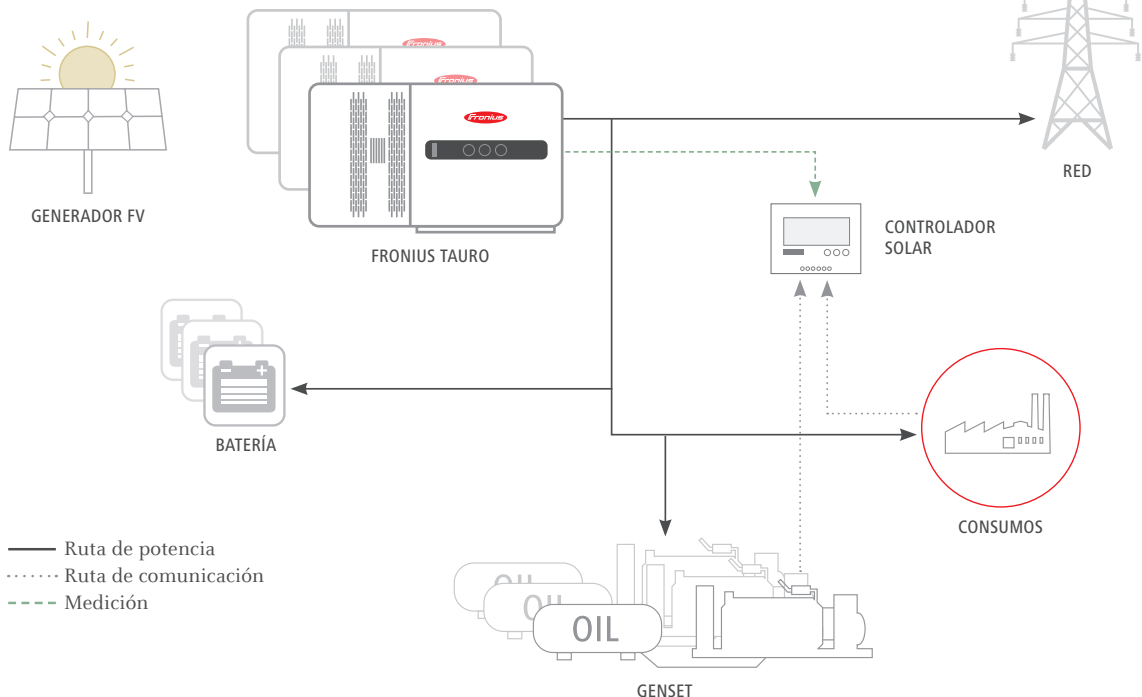 Fronius
Fronius
Fronius
GENERADOR FV
FRONIUS TAURO
RED
CONTROLADOR
SOLAR
BATERÍA
CONSUMOS
Ruta de potencia
Ruta de comunicación
Medición
OIL
OIL
OIL
GENSET